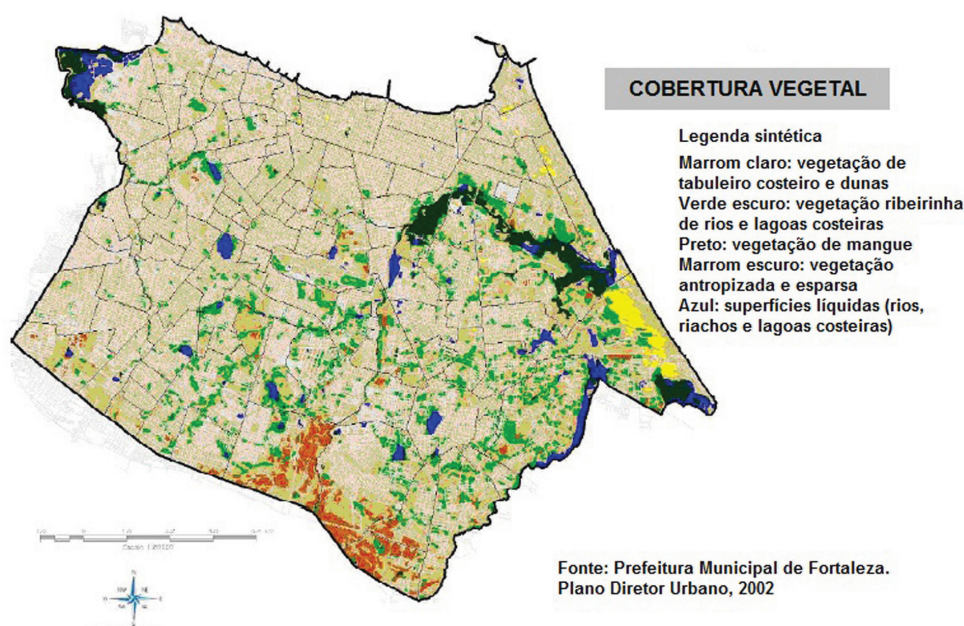 COBERTURA VEGETAL
Legenda sintética
Marrom claro: vegetação de
tabuleiro costeiro e dunas
Verde escuro: vegetação ribeirinha
de rios e lagoas costeiras
Preto: vegetação de mangue
Marrom escuro: vegetação
antropizada e esparsa
Azul: superfícies líquidas (rios,
riachos e lagoas costeiras)
Fonte: Prefeitura Municipal de Fortaleza.
Plano Diretor Urbano, 2002